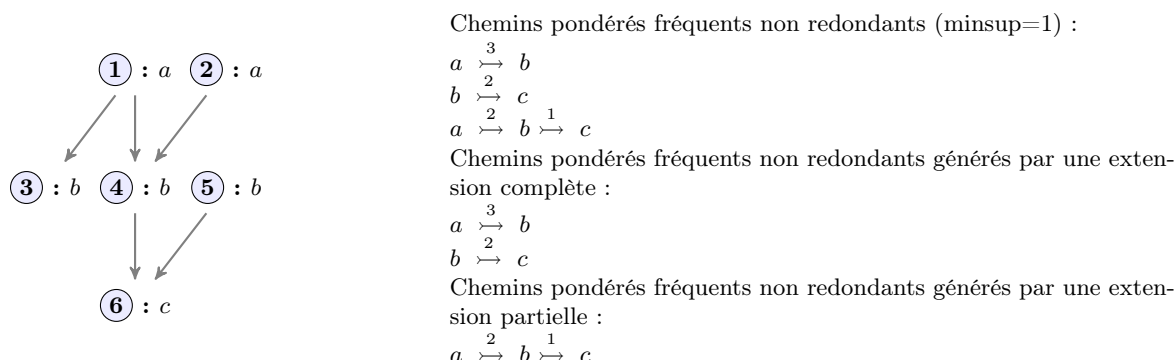 1 : a 2 : a
3 : b 4 : b 5 : b
6 : c
Chemins pondérés fréquents non redondants (minsup=1) :
a ↣³ b
b ↣² c
a ↣² b ↣¹ c
Chemins pondérés fréquents non redondants générés par une exten-
sion complète :
a ↣³ b
b ↣² c
Chemins pondérés fréquents non redondants générés par une exten-
sion partielle :
a ↣² b ↣¹ c